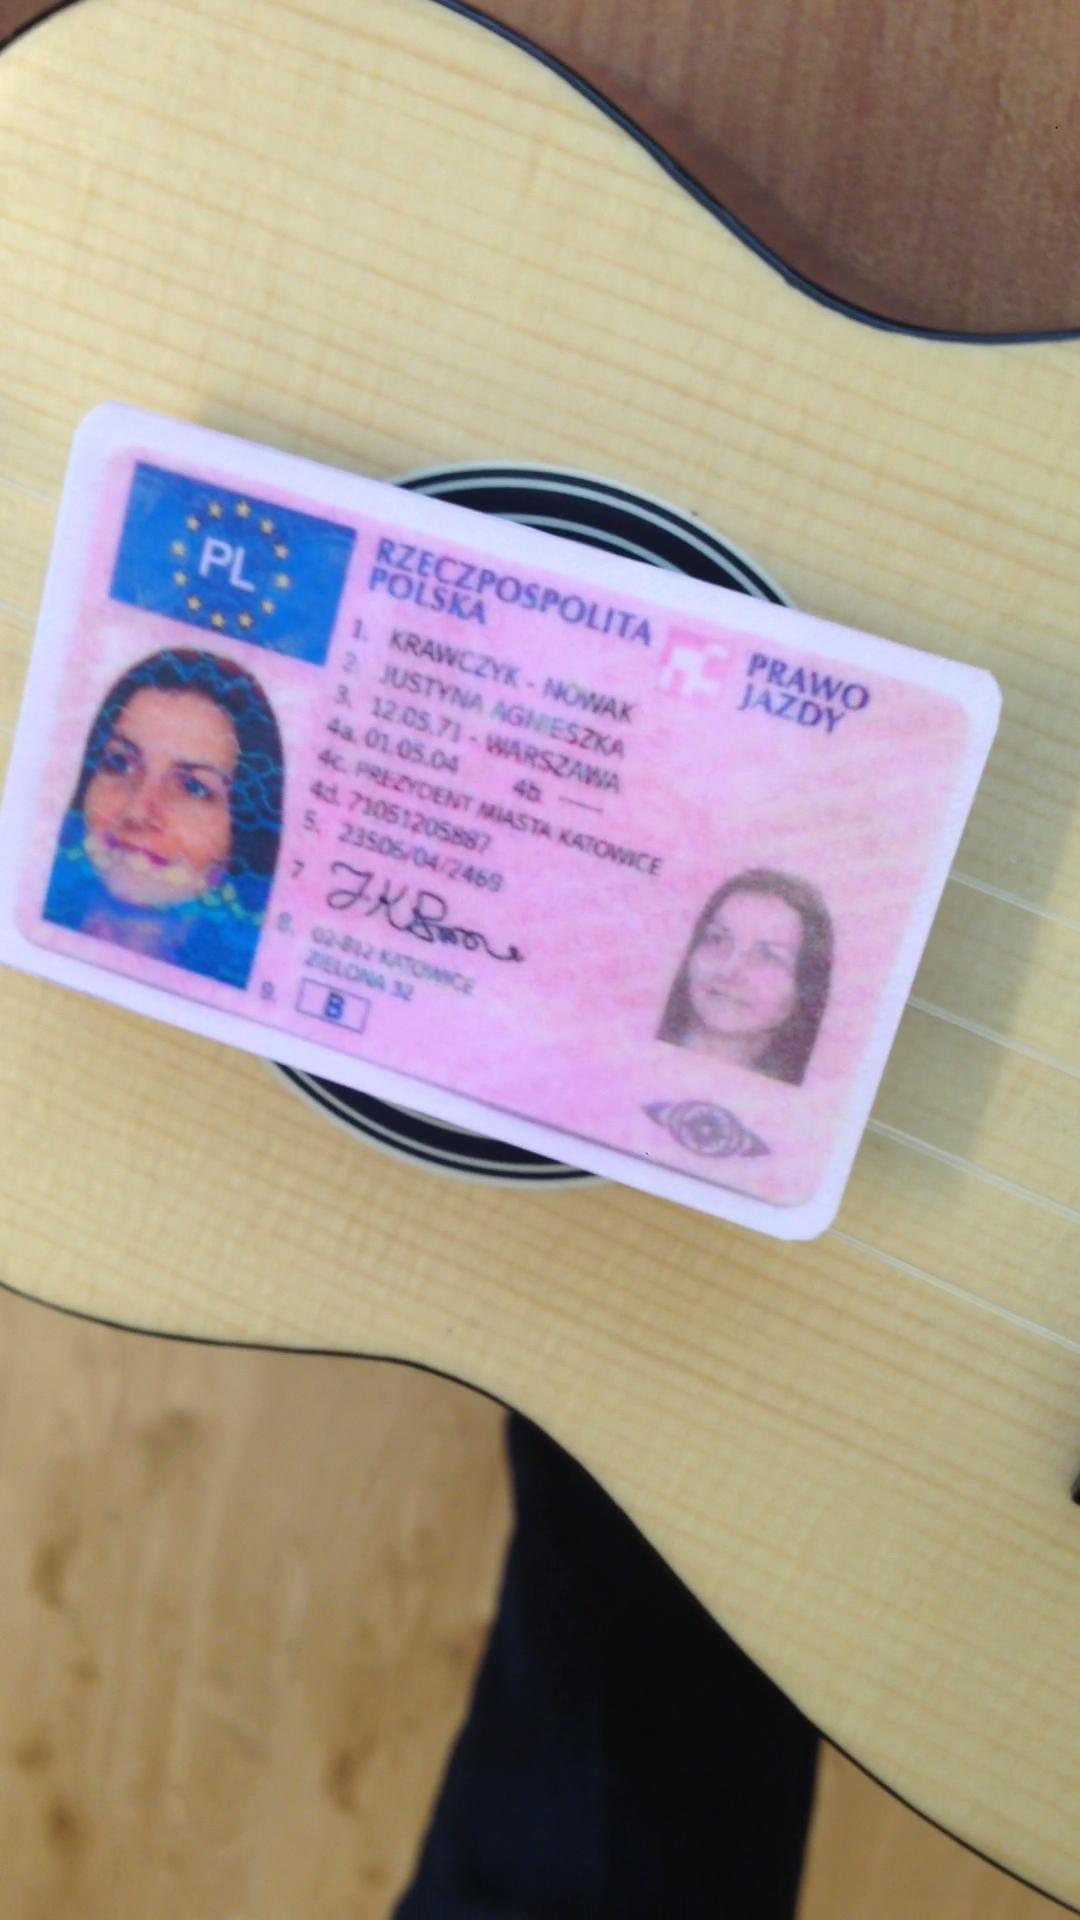 PL
RZECZPOSPOLITA
POLSKA
PRAWO
JAZDY
1. KRAWCZYK - NOWAK
2. JUSTYNA AGNIESZKA
3. 12.05.71 - WARSZAWA
4a. 01.05.04 4b. ——
4c. PREZYDENT MIASTA KATOWICE
4d. 71051205887
5. 23506/04/2469
7
8. 02-812 KATOWICE
ZIELONA 32
9. B